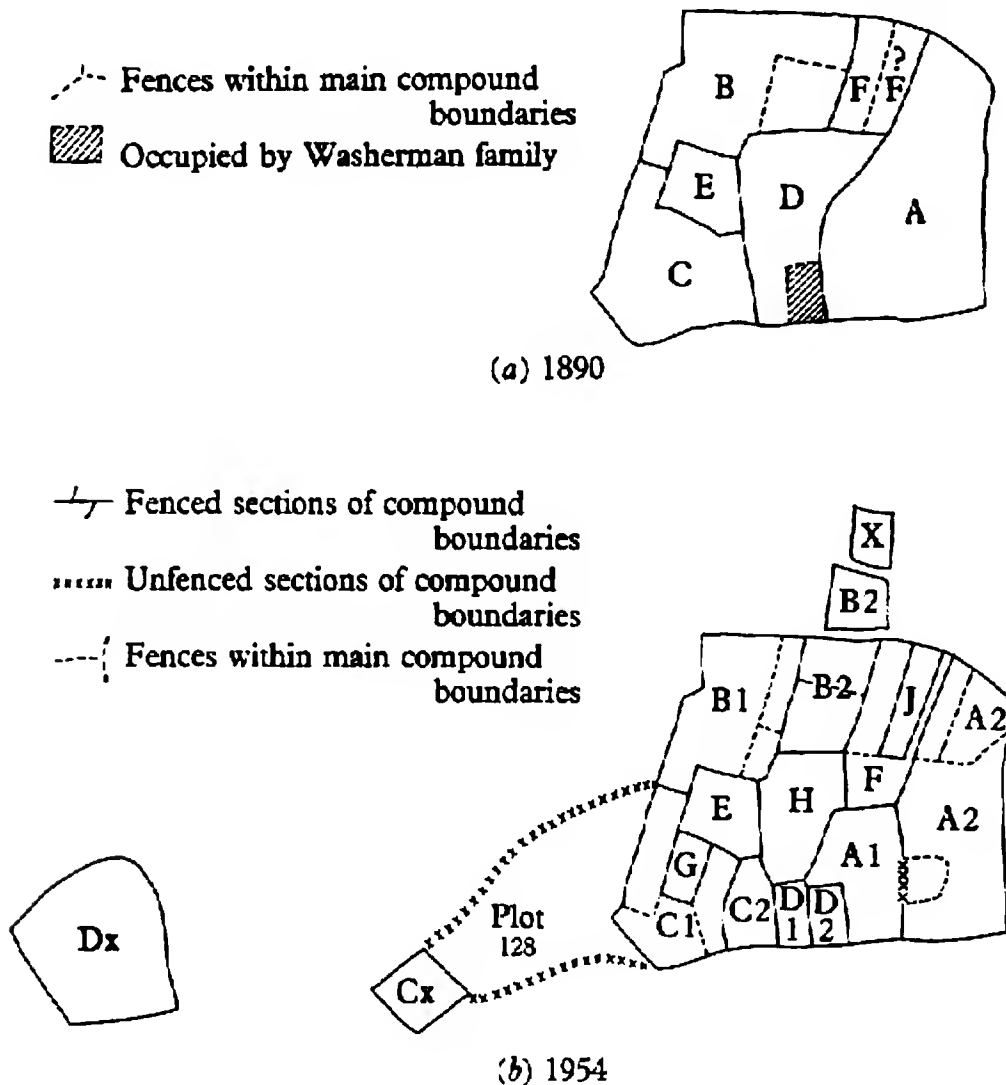 Fences within main compound
boundaries
Occupied by Washerman family
B
F
?
F
E
D
A
C
(a) 1890
Fenced sections of compound
boundaries
Unfenced sections of compound
boundaries
Fences within main compound
boundaries
X
B2
B1
B2
J
A2
E
H
F
A2
G
A1
C1
C2
D
1
D
2
Plot
128
Dx
Cx
(b) 1954